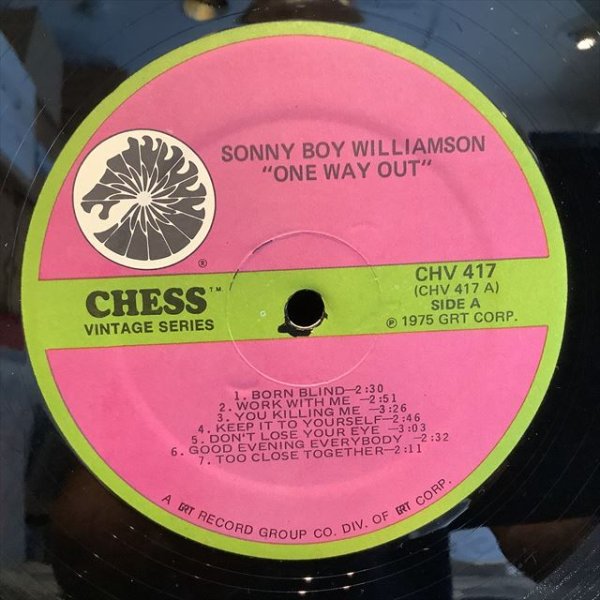 SONNY BOY WILLIAMSON
"ONE WAY OUT"
®
CHESS™
VINTAGE SERIES
CHV 417
(CHV 417 A)
SIDE A
℗ 1975 GRT CORP.
1. BORN BLIND—2:30
2. WORK WITH ME —2:51
3. YOU KILLING ME —3:26
4. KEEP IT TO YOURSELF—2:46
5. DON'T LOSE YOUR EYE —3:03
6. GOOD EVENING EVERYBODY —2:32
7. TOO CLOSE TOGETHER—2:11
A GRT RECORD GROUP CO. DIV. OF GRT CORP.